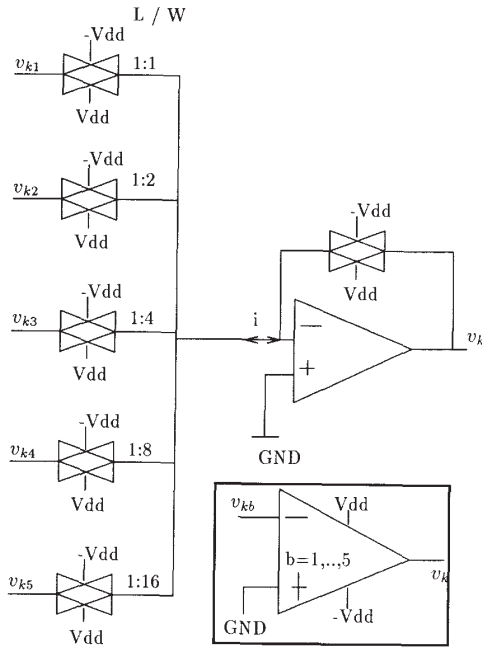 L / W
-Vdd
v_{k1}
1:1
Vdd
-Vdd
v_{k2}
1:2
Vdd
-Vdd
Vdd
-Vdd
v_{k3}
1:4
Vdd
i
−
+
v_k
GND
-Vdd
v_{k4}
1:8
Vdd
-Vdd
v_{k5}
1:16
Vdd
v_{kb}
−
Vdd
b=1,..,5
+
v_k
GND
-Vdd